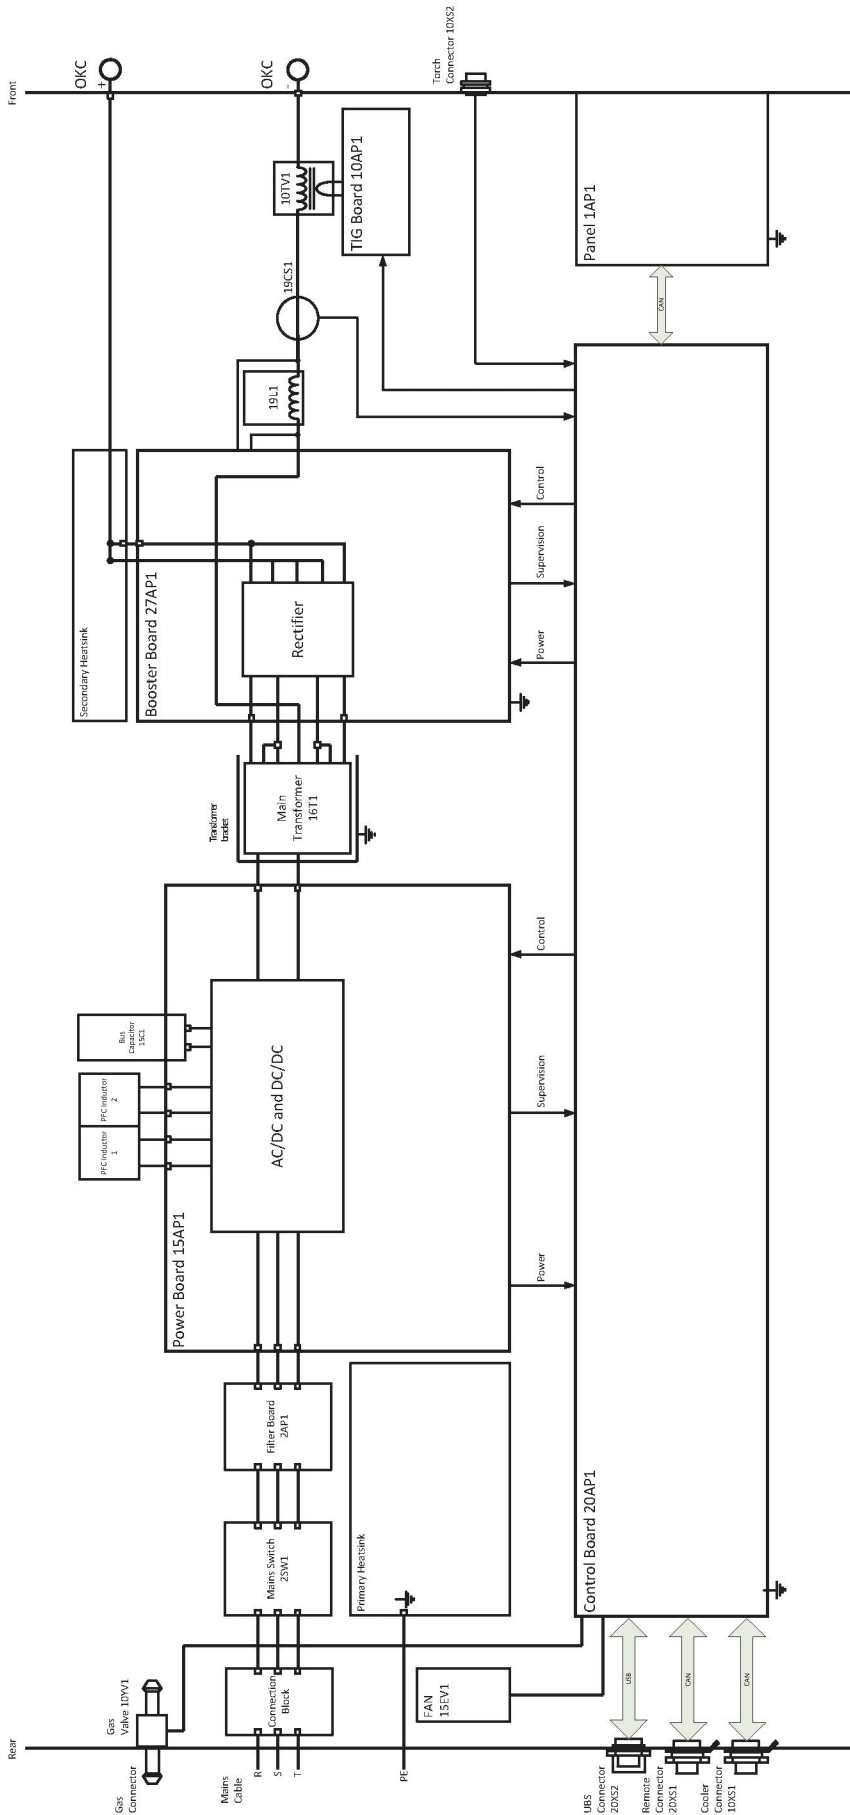 Front
OKC
+
OKC
-
Torch
Connector 10XS2
10TV1
TIG Board 10AP1
Panel 1AP1
19CS1
CAN
19L1
Secondary Heatsink
Booster Board 27AP1
Rectifier
Control
Supervision
Power
Transformer
bracket
Main
Transformer
16T1
Bus
Capacitor
15C1
PFC Inductor
2
PFC Inductor
1
Power Board 15AP1
AC/DC and DC/DC
Control
Supervision
Power
Filter Board
2AP1
Mains Switch
2SW1
Primary Heatsink
Control Board 20AP1
Connection
Block
FAN
15EV1
USB
CAN
CAN
Gas
Valve 10YV1
Gas
Connector
Rear
Mains
Cable
R
S
T
PE
UBS
Connector
20XS2
Remote
Connector
20XS1
Cooler
Connector
10XS1